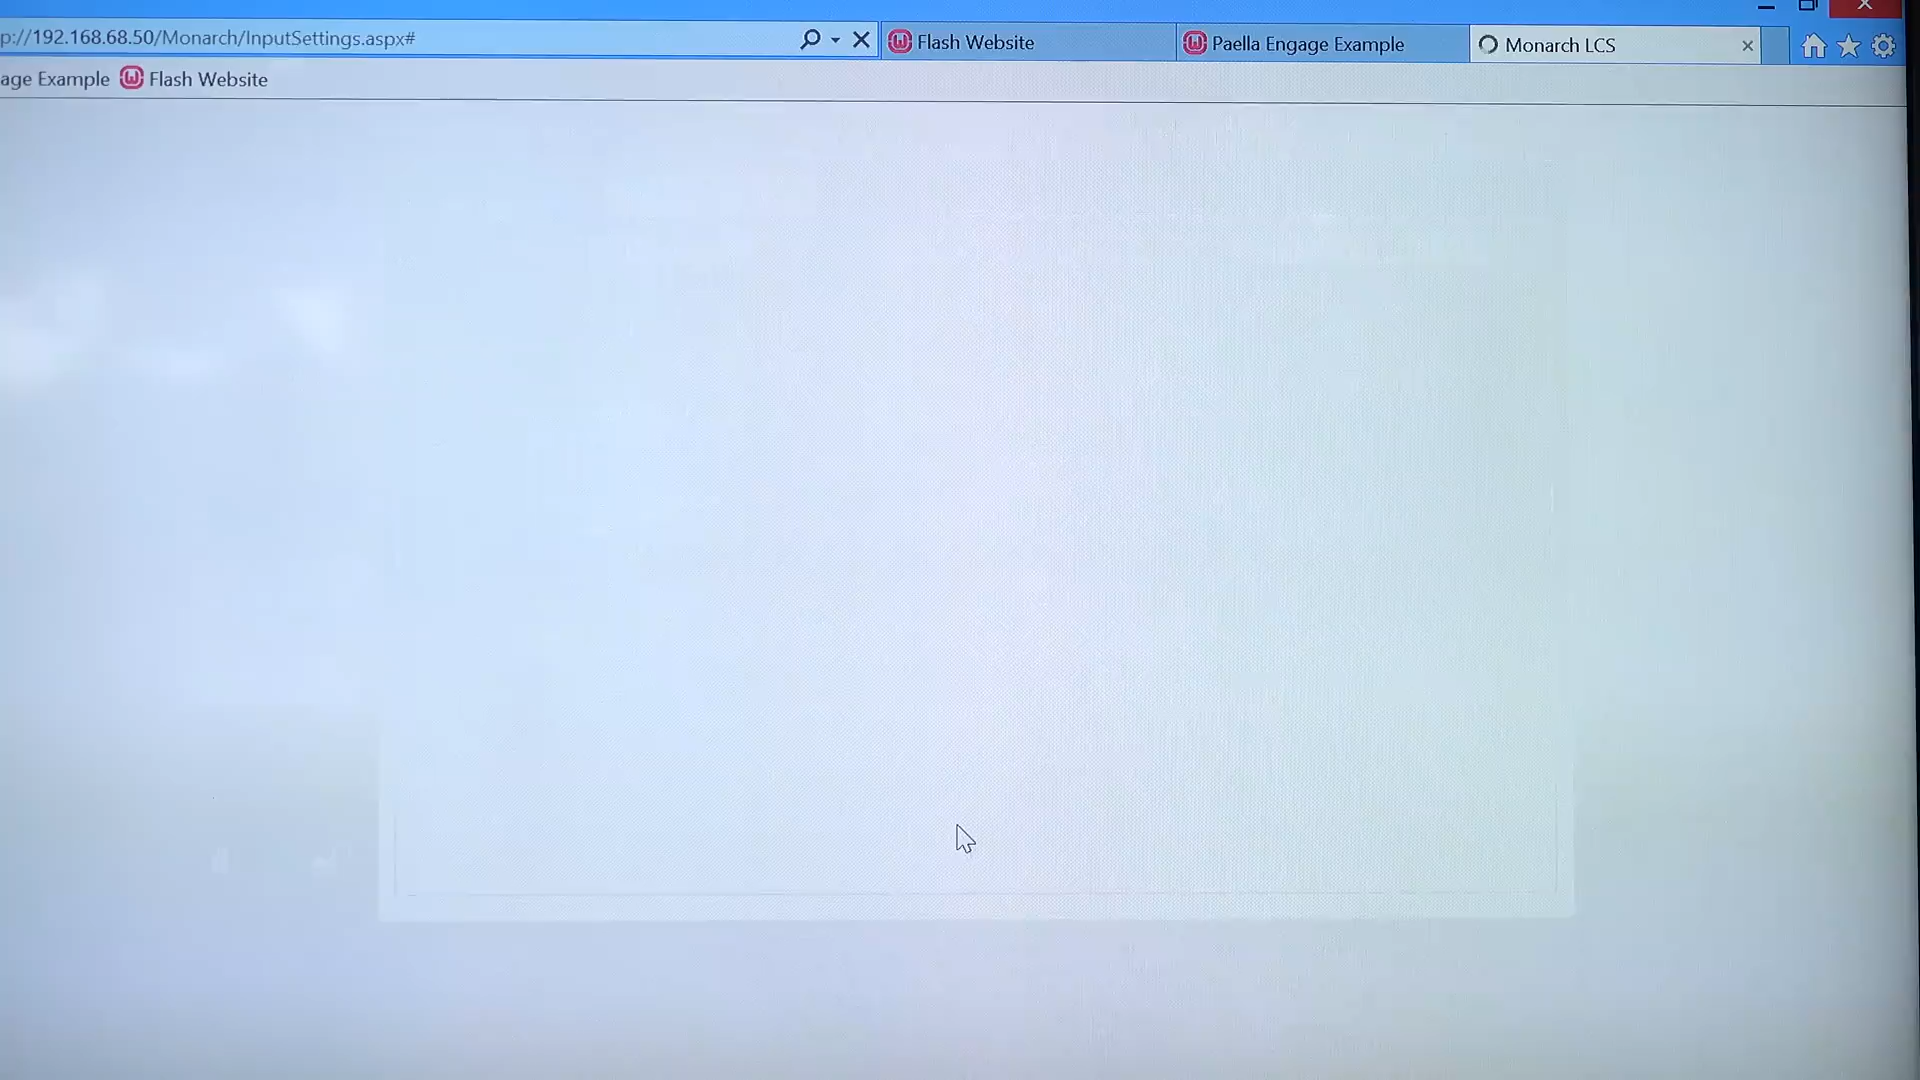 p://192.168.68.50/Monarch/InputSettings.aspx#
Flash Website
Paella Engage Example
Monarch LCS
age Example
Flash Website